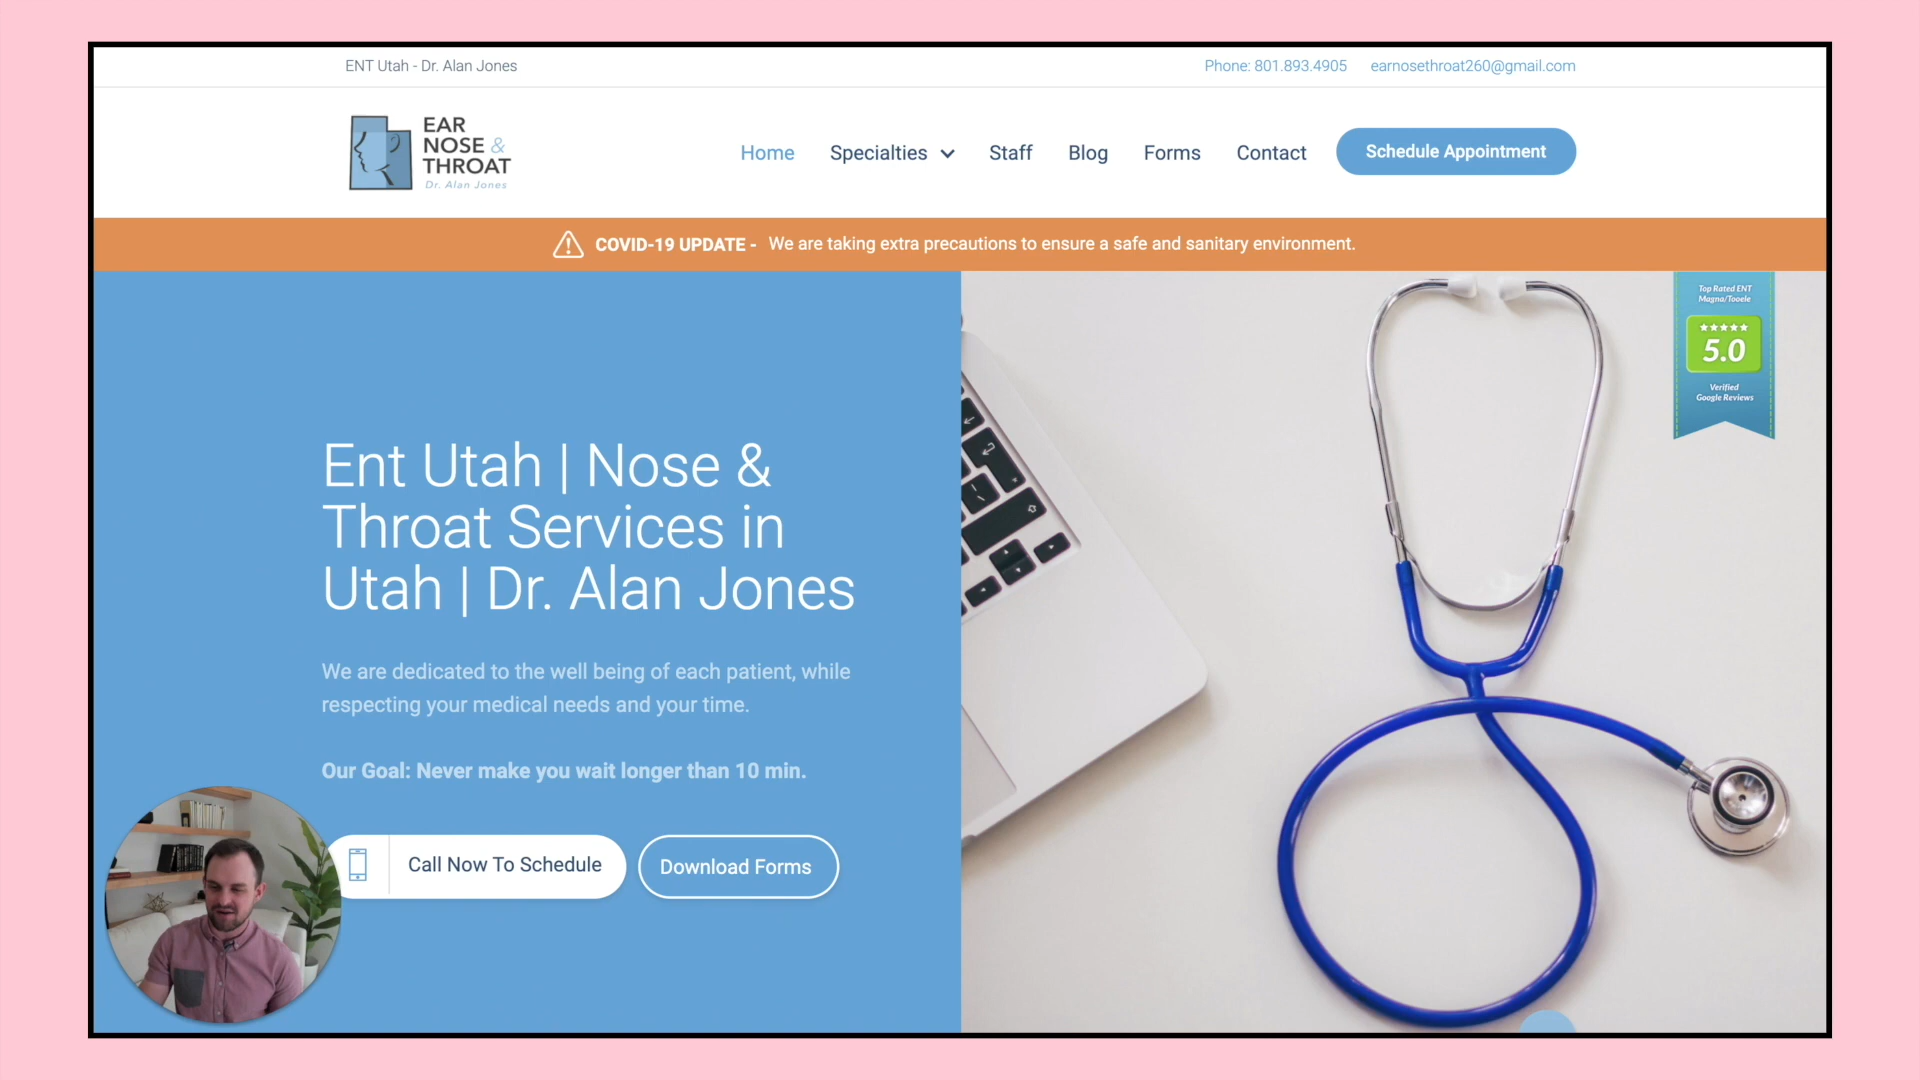 ENT Utah - Dr. Alan Jones
Phone: 801.893.4905 earnosethroat260@gmail.com
EAR
NOSE &
THROAT
Dr. Alan Jones
Home Specialties Staff Blog Forms Contact Schedule Appointment
COVID-19 UPDATE - We are taking extra precautions to ensure a safe and sanitary environment.
Top Rated ENT
Magna/Tooele
5.0
Verified
Google Reviews
Ent Utah | Nose &
Throat Services in
Utah | Dr. Alan Jones
We are dedicated to the well being of each patient, while
respecting your medical needs and your time.
Our Goal: Never make you wait longer than 10 min.
Call Now To Schedule Download Forms